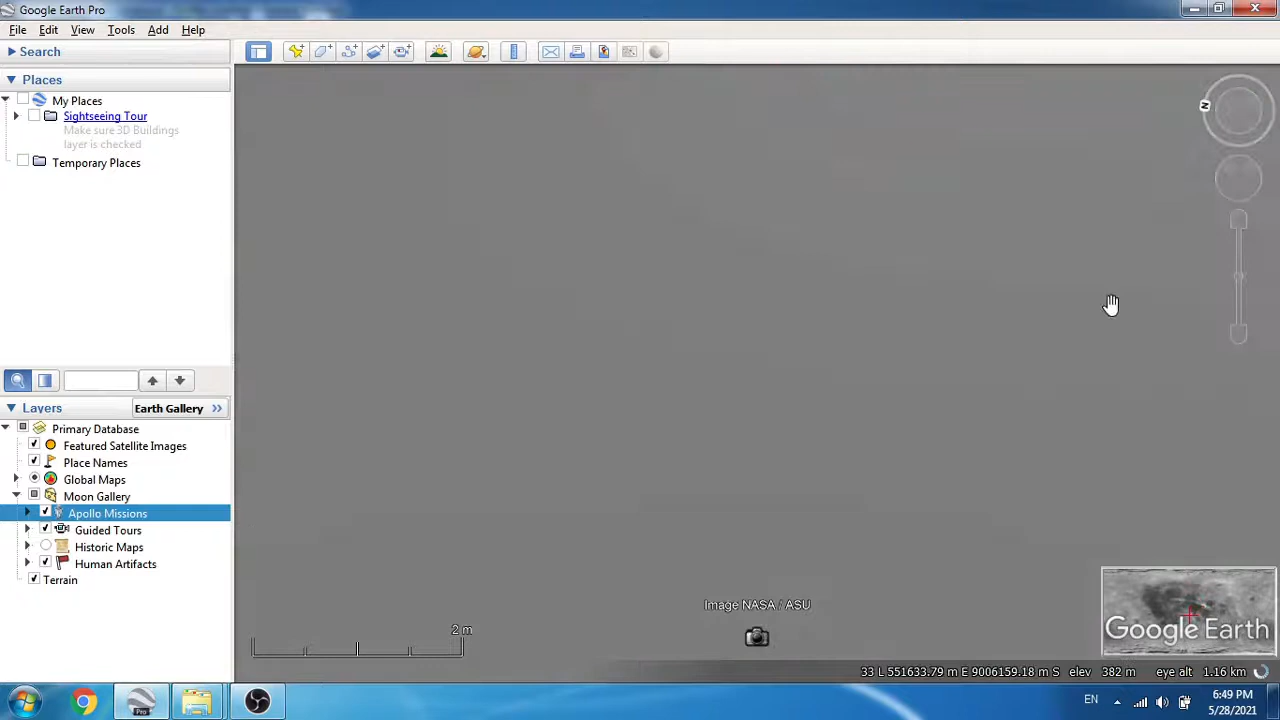 Google Earth Pro
File Edit View Tools Add Help
Search
Places
My Places
Sightseeing Tour
Make sure 3D Buildings
layer is checked
Temporary Places
N
Layers
Earth Gallery >>
Primary Database
Featured Satellite Images
Place Names
Global Maps
Moon Gallery
Apollo Missions
Guided Tours
Historic Maps
Human Artifacts
Terrain
Image NASA / ASU
2 m
Google Earth
33 L 551633.79 m E 9006159.18 m S elev 382 m eye alt 1.16 km
Pro
EN
6:49 PM
5/28/2021